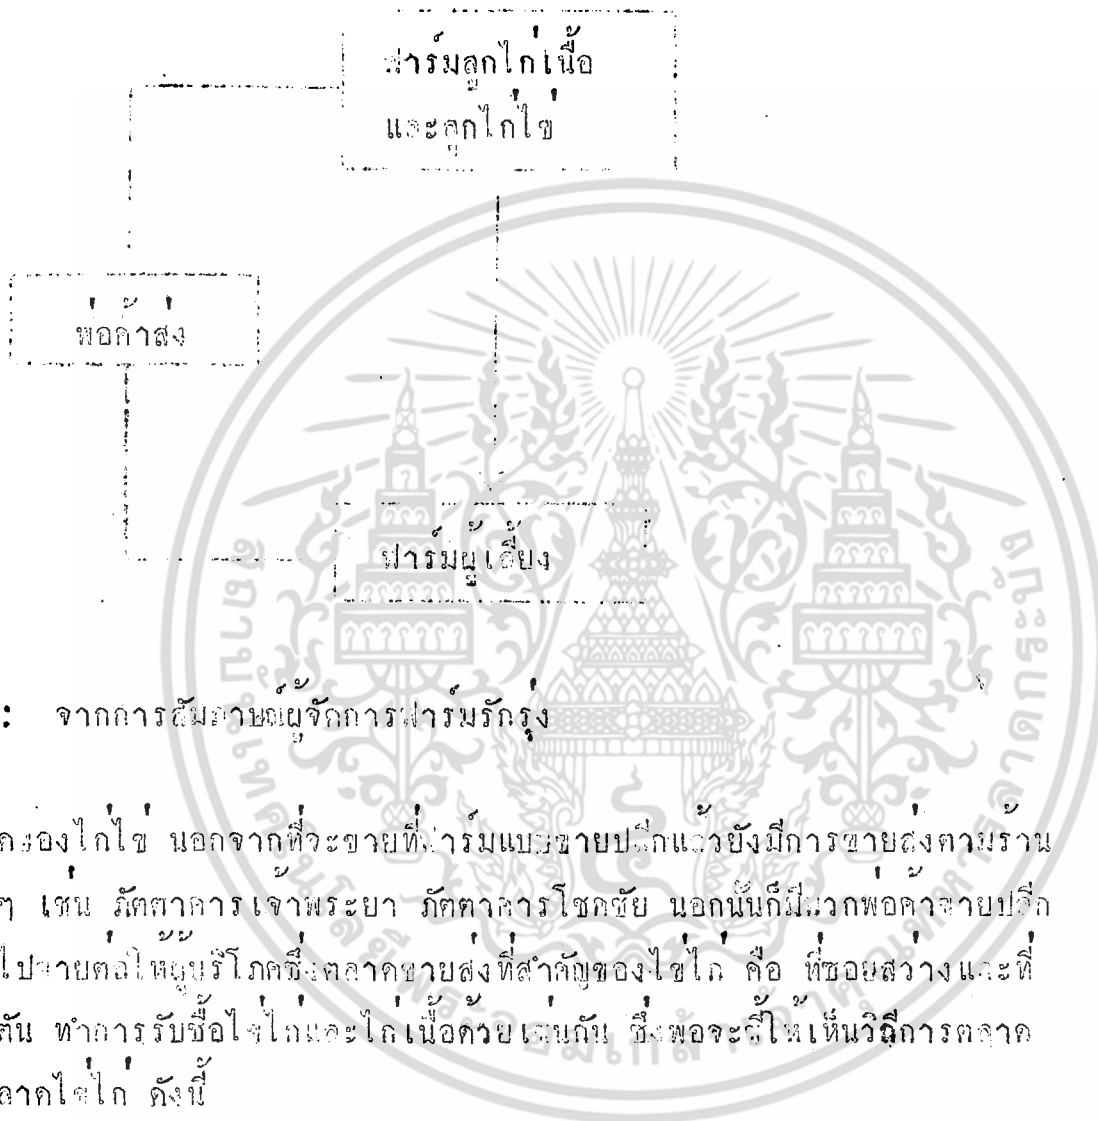 ฟาร์มลูกไก่เนื้อ
และลูกไก่ไข่
พ่อค้าส่ง
ฟาร์มผู้เลี้ยง
: จากการสัมภาษณ์ผู้จัดการฟาร์มรักรุ่ง
ของไก่ไข่ นอกจากที่จะขายที่ฟาร์มแบบขายปลีกแล้วยังมีการขายส่งตามร้าน
ๆ เช่น ภัตตาคารเจ้าพระยา ภัตตาคารโชคชัย นอกนั้นก็มีพวกพ่อค้าขายปลีก
ไปขายต่อให้ผู้บริโภคซึ่งตลาดขายส่งที่สำคัญของไข่ไก่ คือ ที่ซอยสว่างและที่
ตัน ทำการรับซื้อไข่ไก่และไก่เนื้อด้วยเช่นกัน ซึ่งพอจะชี้ให้เห็นวิถีการตลาด
ลาดไข่ไก่ ดังนี้